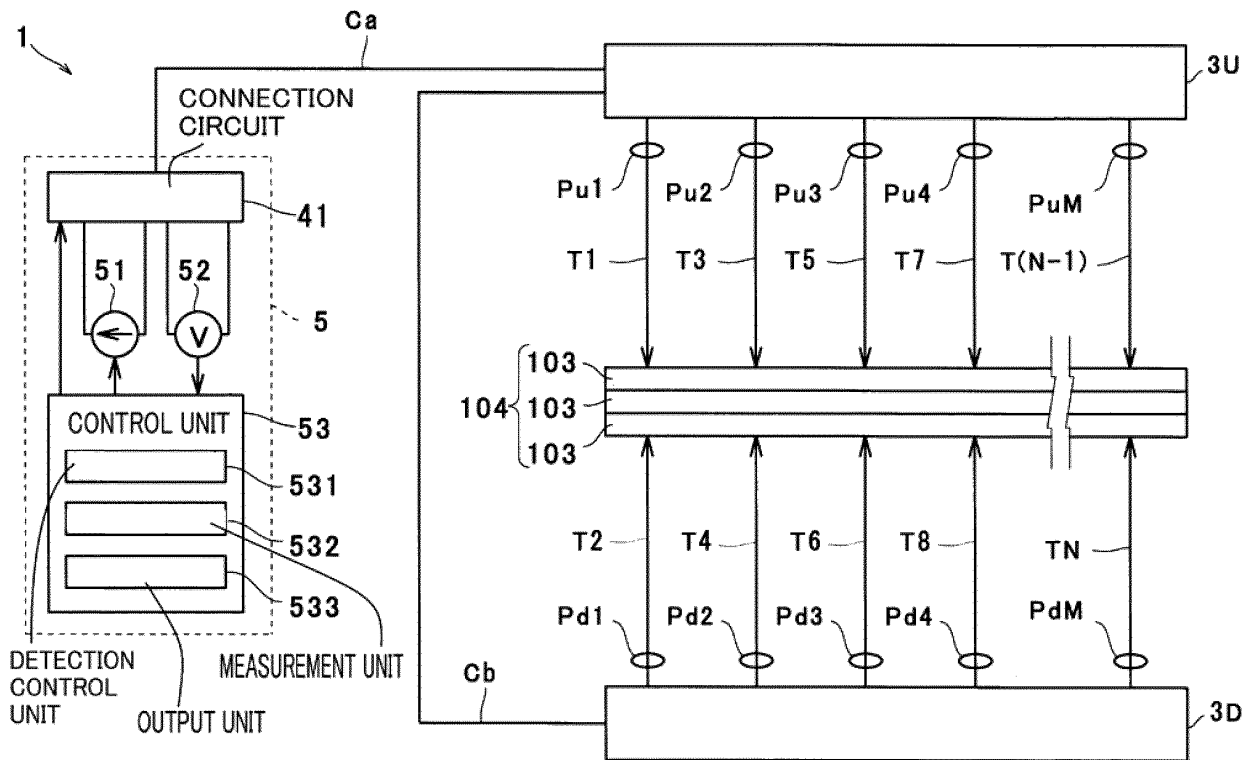 1
Ca
3U
CONNECTION
CIRCUIT
41
Pu1
Pu2
Pu3
Pu4
PuM
51
52
V
5
T1
T3
T5
T7
T(N-1)
CONTROL UNIT
53
104
103
103
103
531
532
533
T2
T4
T6
T8
TN
Pd1
Pd2
Pd3
Pd4
PdM
DETECTION
CONTROL
UNIT
MEASUREMENT UNIT
OUTPUT UNIT
Cb
3D